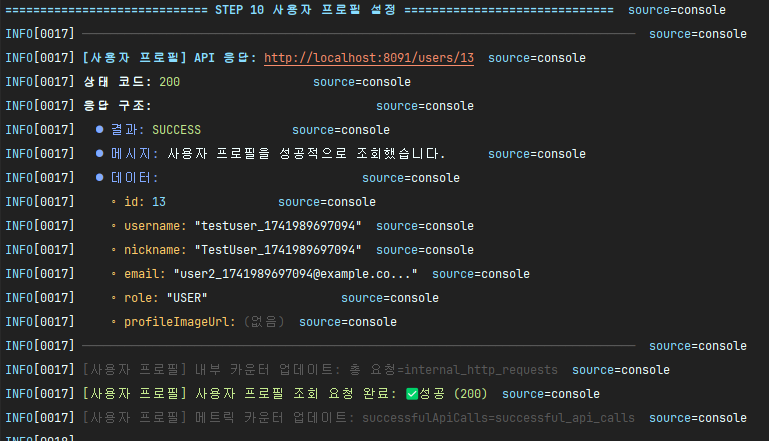 ============================= STEP 10 사용자 프로필 설정 ============================== source=console
INFO[0017] ──────────────────────────────────────────────────────────────────────────────── source=console
INFO[0017] [사용자 프로필] API 응답: http://localhost:8091/users/13 source=console
INFO[0017] 상태 코드: 200 source=console
INFO[0017] 응답 구조: source=console
INFO[0017] ● 결과: SUCCESS source=console
INFO[0017] ● 메시지: 사용자 프로필을 성공적으로 조회했습니다. source=console
INFO[0017] ● 데이터: source=console
INFO[0017] ◦ id: 13 source=console
INFO[0017] ◦ username: "testuser_1741989697094" source=console
INFO[0017] ◦ nickname: "TestUser_1741989697094" source=console
INFO[0017] ◦ email: "user2_1741989697094@example.co..." source=console
INFO[0017] ◦ role: "USER" source=console
INFO[0017] ◦ profileImageUrl: (없음) source=console
INFO[0017] ──────────────────────────────────────────────────────────────────────────────── source=console
INFO[0017] [사용자 프로필] 내부 카운터 업데이트: 총 요청=internal_http_requests source=console
INFO[0017] [사용자 프로필] 사용자 프로필 조회 요청 완료: ✅성공 (200) source=console
INFO[0017] [사용자 프로필] 메트릭 카운터 업데이트: successfulApiCalls=successful_api_calls source=console